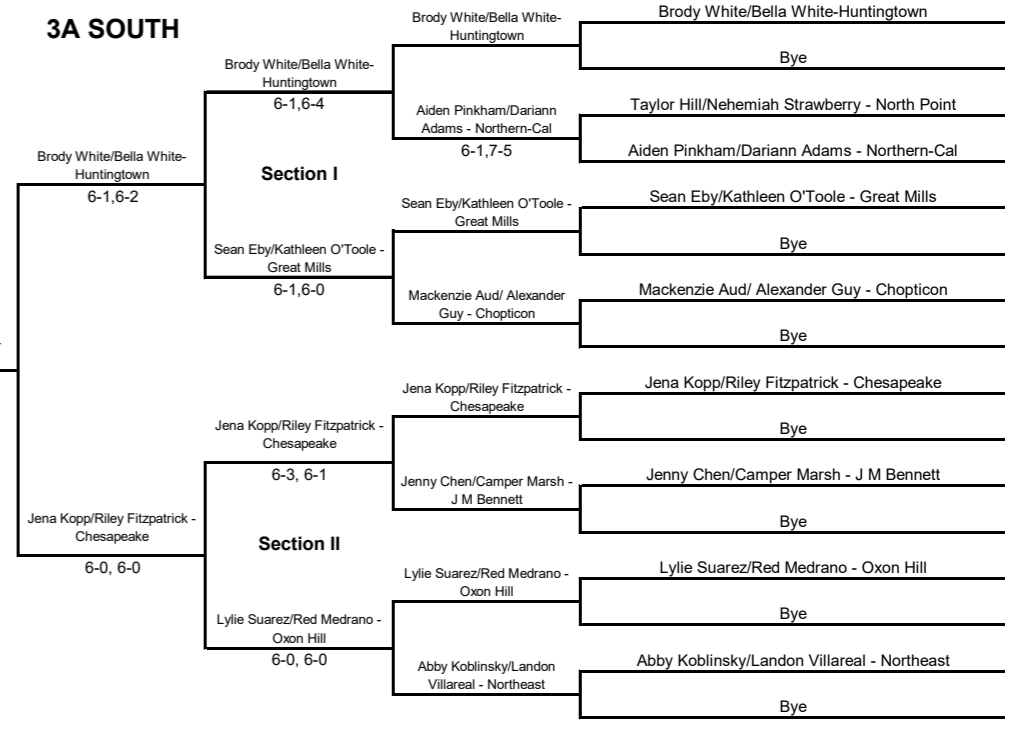 3A SOUTH
Brody White/Bella White-
Huntingtown
Brody White/Bella White-Huntingtown
Bye
Brody White/Bella White-
Huntingtown
6-1,6-4
Aiden Pinkham/Dariann
Adams - Northern-Cal
6-1,7-5
Taylor Hill/Nehemiah Strawberry - North Point
Aiden Pinkham/Dariann Adams - Northern-Cal
Brody White/Bella White-
Huntingtown
6-1,6-2
Section I
Sean Eby/Kathleen O'Toole -
Great Mills
Sean Eby/Kathleen O'Toole - Great Mills
Bye
Sean Eby/Kathleen O'Toole -
Great Mills
6-1,6-0
Mackenzie Aud/ Alexander
Guy - Chopticon
Mackenzie Aud/ Alexander Guy - Chopticon
Bye
Jena Kopp/Riley Fitzpatrick -
Chesapeake
Jena Kopp/Riley Fitzpatrick - Chesapeake
Bye
Jena Kopp/Riley Fitzpatrick -
Chesapeake
6-3, 6-1
Jenny Chen/Camper Marsh -
J M Bennett
Jenny Chen/Camper Marsh - J M Bennett
Bye
Jena Kopp/Riley Fitzpatrick -
Chesapeake
6-0, 6-0
Section II
Lylie Suarez/Red Medrano -
Oxon Hill
Lylie Suarez/Red Medrano - Oxon Hill
Bye
Lylie Suarez/Red Medrano -
Oxon Hill
6-0, 6-0
Abby Koblinsky/Landon
Villareal - Northeast
Abby Koblinsky/Landon Villareal - Northeast
Bye